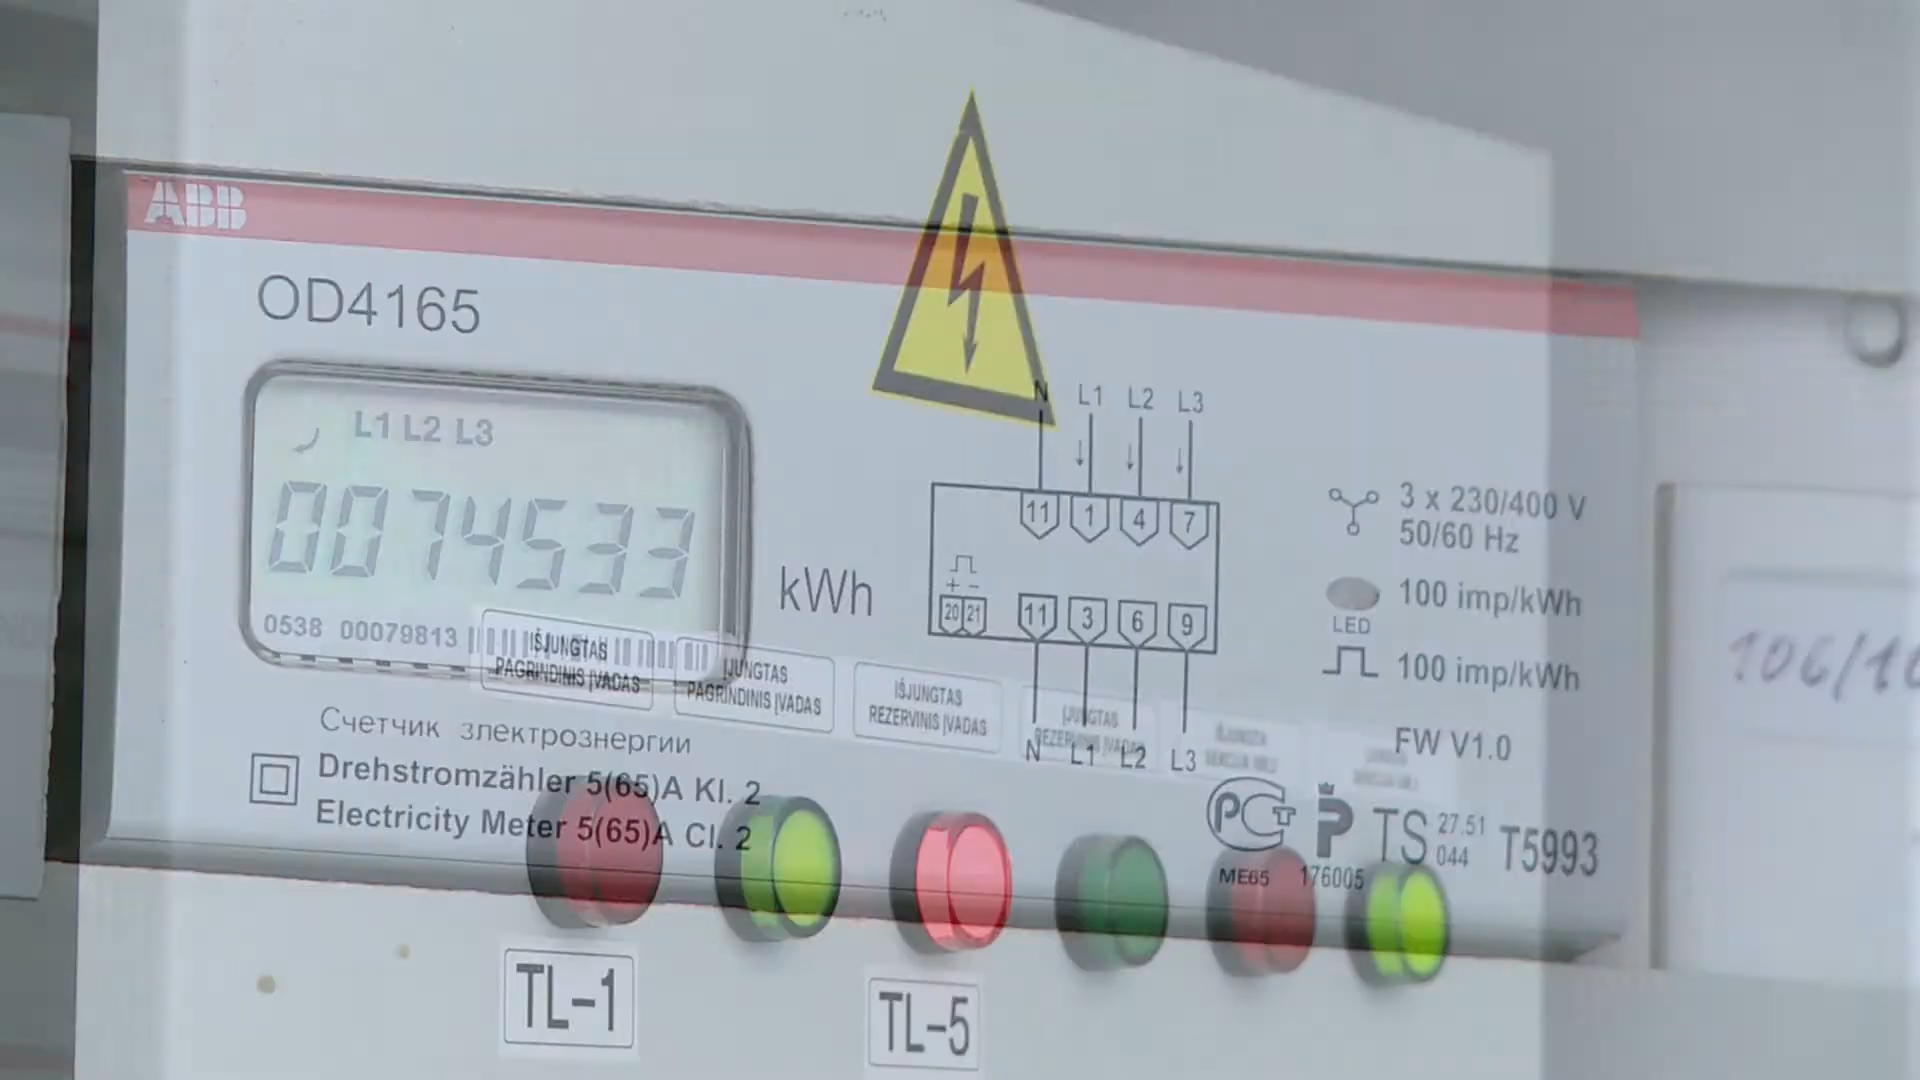 ABB
OD4165
L1 L2 L3
0074533
kWh
0538 00079813
N L1 L2 L3
11 1 4 7
+ −
20 21
11 3 6 9
N L1 L2 L3
3 x 230/400 V
50/60 Hz
100 imp/kWh
LED
100 imp/kWh
FW V1.0
106/16
IŠJUNGTAS
PAGRINDINIS ĮVADAS
ĮJUNGTAS
PAGRINDINIS ĮVADAS
IŠJUNGTAS
REZERVINIS ĮVADAS
ĮJUNGTAS
REZERVINIS ĮVADAS
Счетчик злектроэнергии
Drehstromzähler 5(65)A Kl. 2
Electricity Meter 5(65)A Cl. 2
РСТ
ME65
P
176005
TS 27.51
044
T5993
TL-1
TL-5